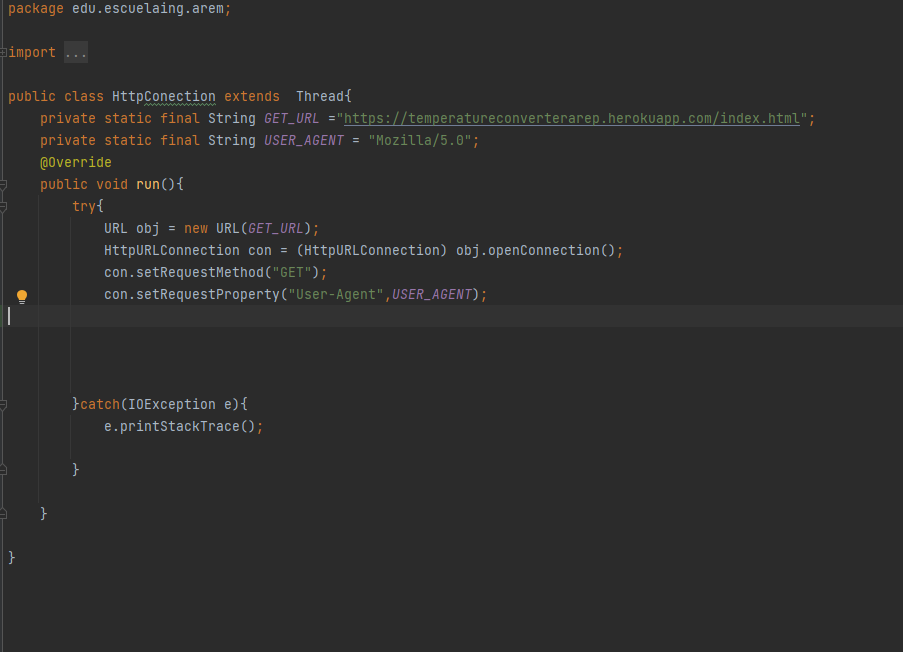 package edu.escuelaing.arem;
import ...
public class HttpConection extends  Thread{
private static final String GET_URL ="https://temperatureconverterarep.herokuapp.com/index.html";
private static final String USER_AGENT = "Mozilla/5.0";
@Override
public void run(){
try{
URL obj = new URL(GET_URL);
HttpURLConnection con = (HttpURLConnection) obj.openConnection();
con.setRequestMethod("GET");
con.setRequestProperty("User-Agent",USER_AGENT);
}catch(IOException e){
e.printStackTrace();
}
}
}